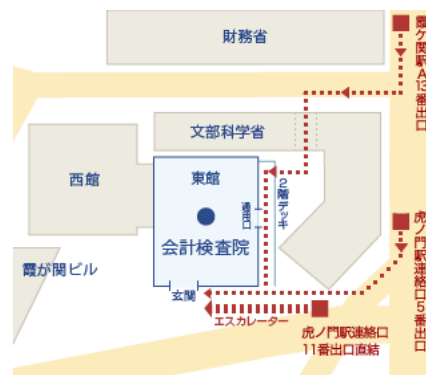 財務省
霞ケ関駅A13番出口
文部科学省
西館
東館
2階デッキ
通用口
会計検査院
虎ノ門駅連絡口5番出口
霞が関ビル
玄関
エスカレーター
虎ノ門駅連絡口
11番出口直結